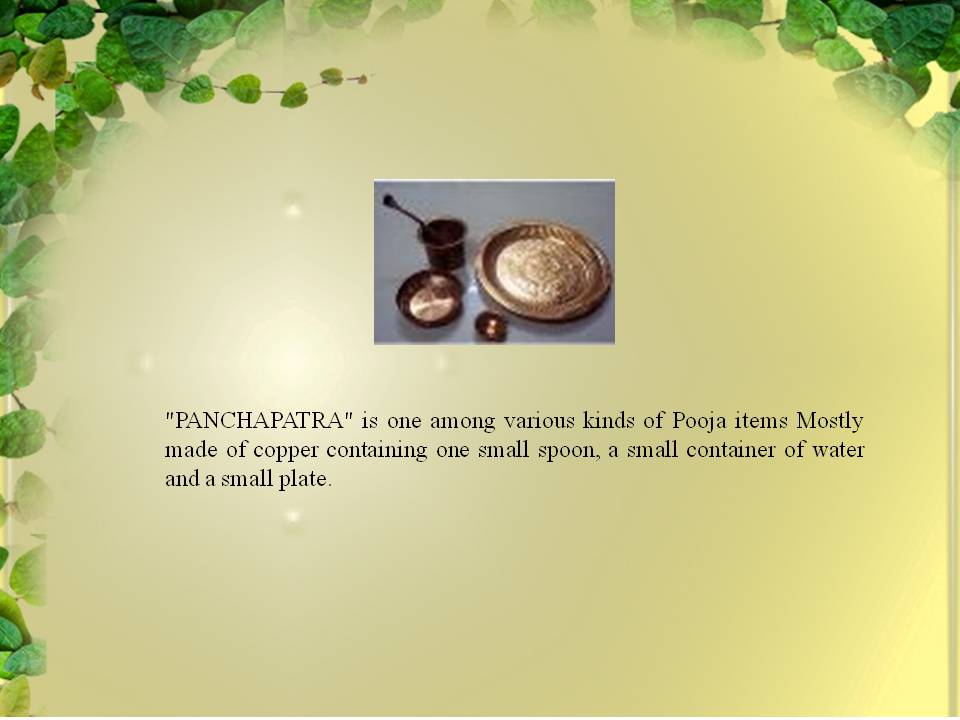 "PANCHAPATRA" is one among various kinds of Pooja items Mostly
made of copper containing one small spoon, a small container of water
and a small plate.